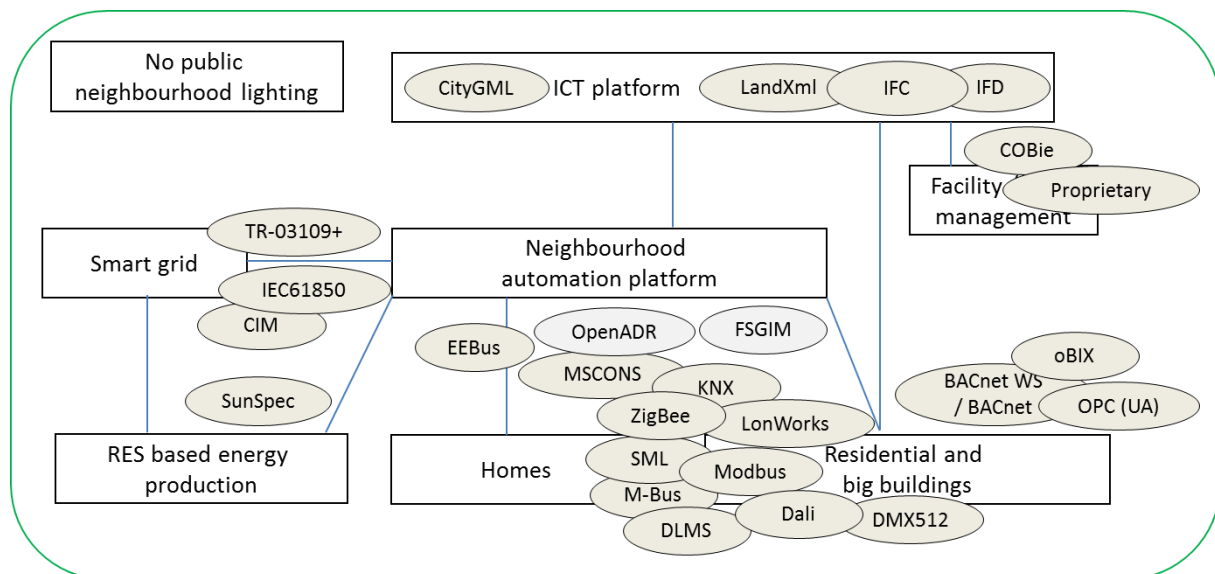 No public
neighbourhood lighting
CityGML
ICT platform
LandXml
IFC
IFD
COBie
Facility
management
Proprietary
TR-03109+
Smart grid
IEC61850
CIM
Neighbourhood
automation platform
SunSpec
RES based energy
production
EEBus
OpenADR
FSGIM
MSCONS
KNX
ZigBee
LonWorks
oBIX
BACnet WS
/ BACnet
OPC (UA)
Homes
SML
Modbus
Residential and
big buildings
M-Bus
DLMS
Dali
DMX512